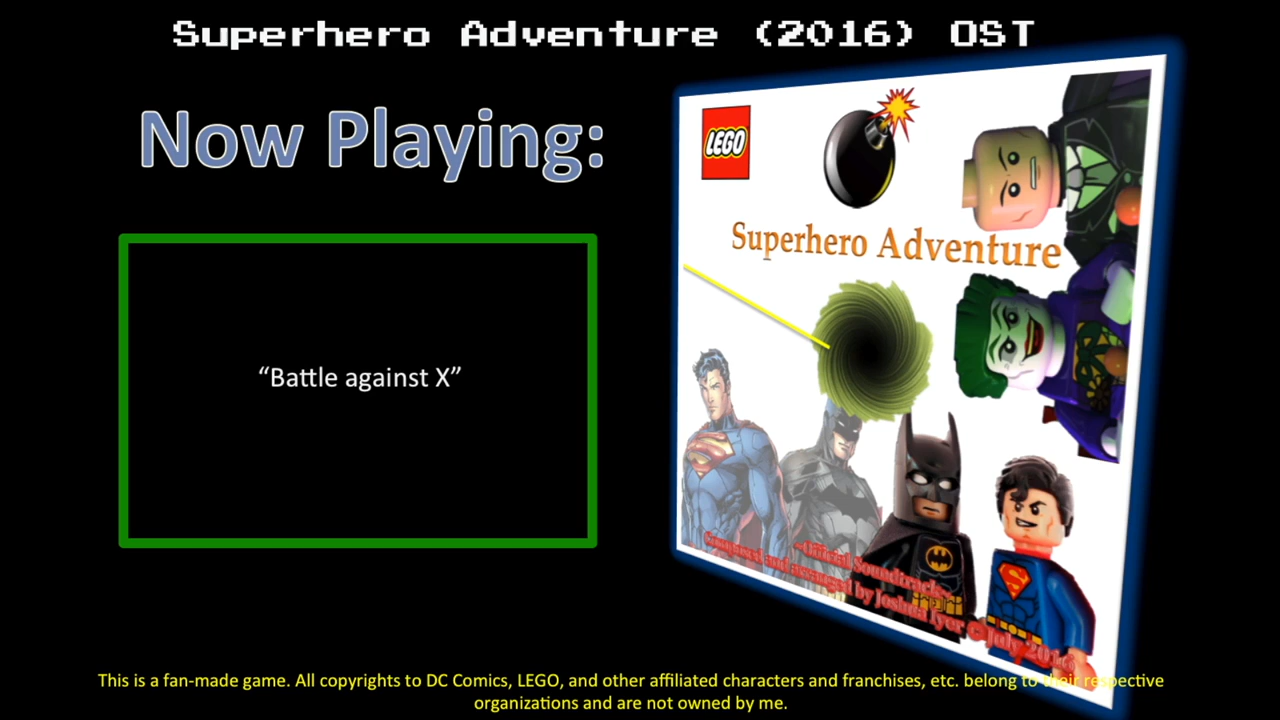 Superhero Adventure (2016) OST
Now Playing:
“Battle against X”
LEGO
Superhero Adventure
~Official Soundtrack~
Composed and arranged by Joshua Iyer © July 2016
This is a fan-made game. All copyrights to DC Comics, LEGO, and other affiliated characters and franchises, etc. belong to their respective
organizations and are not owned by me.